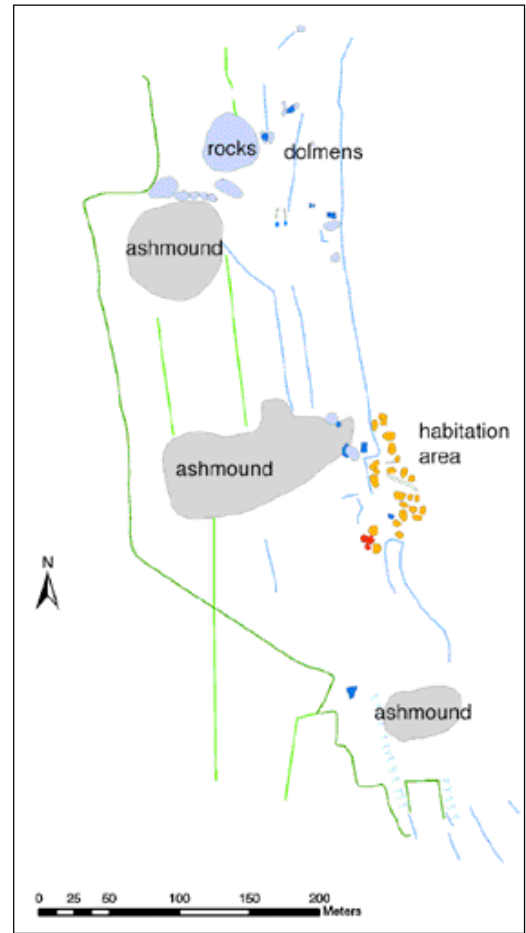 rocks
dolmens
ashmound
habitation
area
ashmound
N
ashmound
0 25 50 100 150 200
Meters